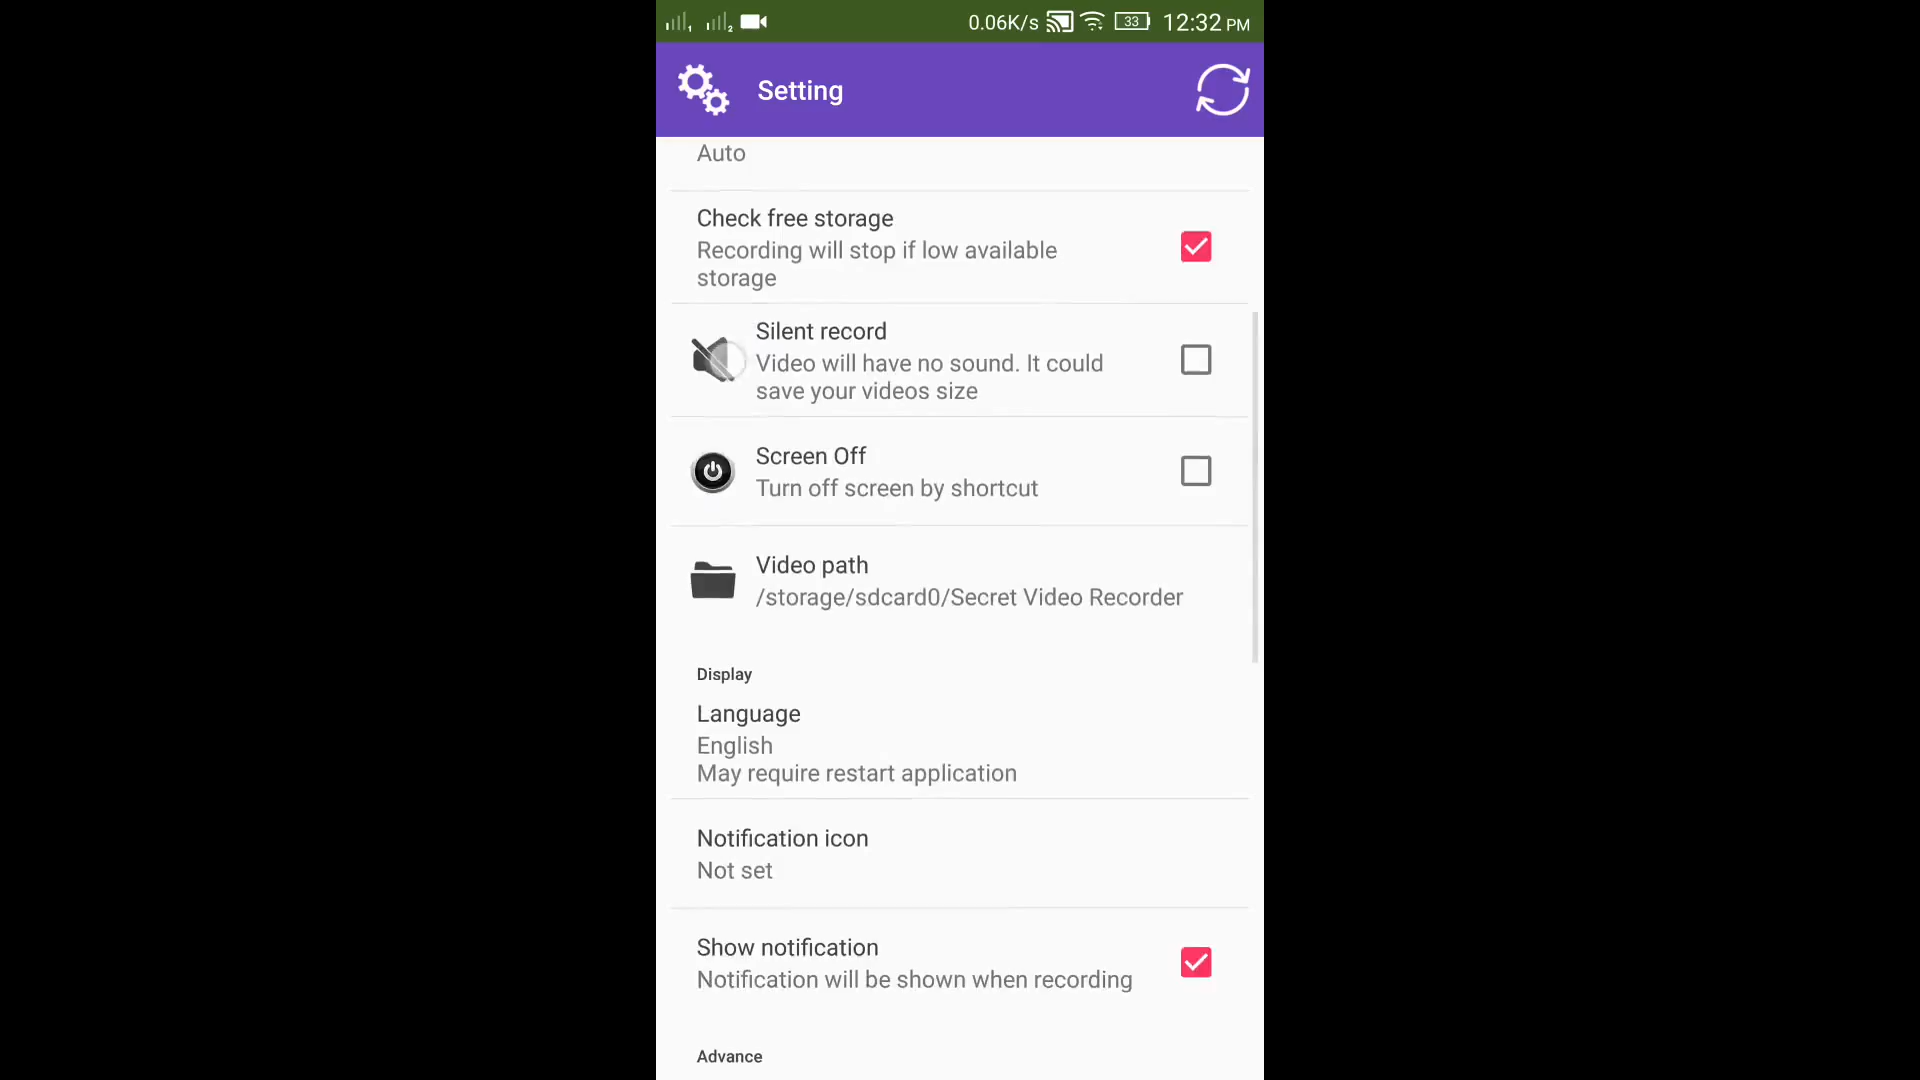 0.06K/s 33 12:32 PM
Setting
Auto
Check free storage
Recording will stop if low available
storage
Silent record
Video will have no sound. It could
save your videos size
Screen Off
Turn off screen by shortcut
Video path
/storage/sdcard0/Secret Video Recorder
Display
Language
English
May require restart application
Notification icon
Not set
Show notification
Notification will be shown when recording
Advance